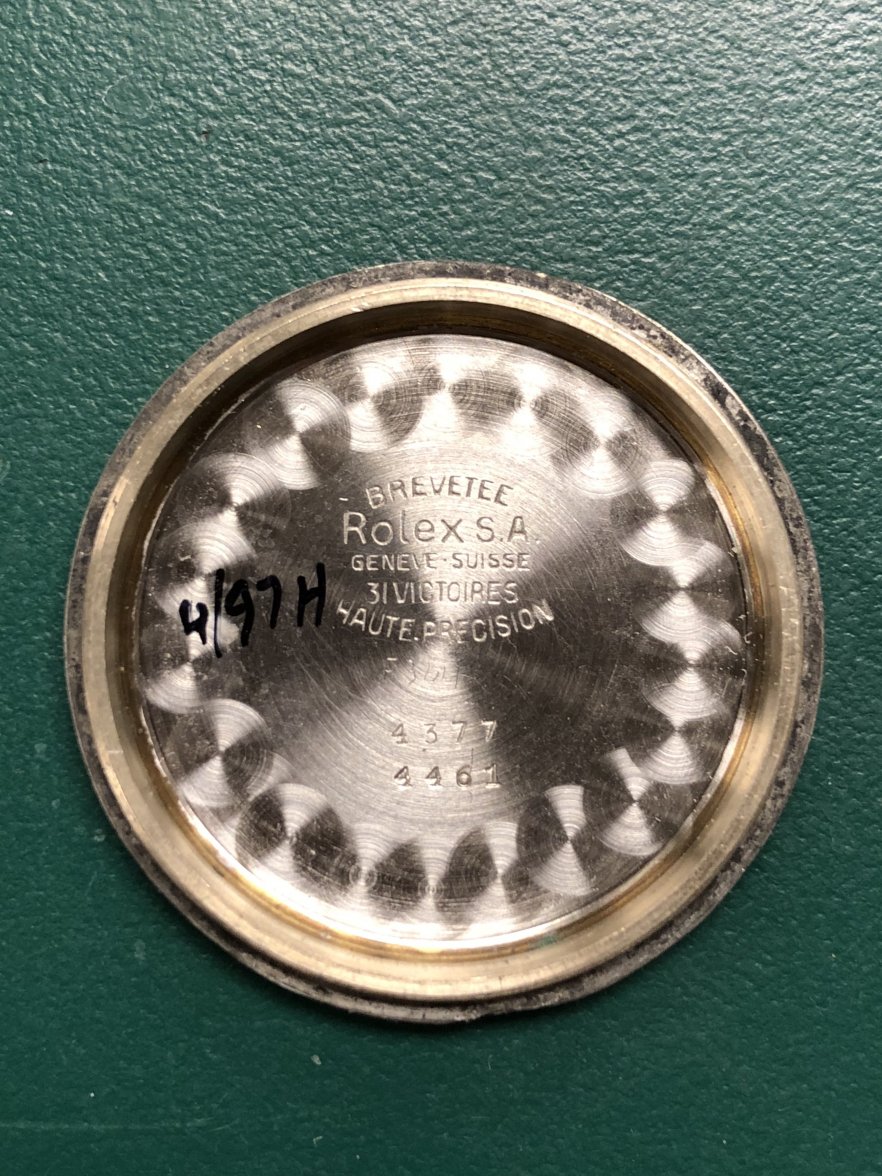 BREVETEE
Rolex S.A.
GENEVE·SUISSE
31 VICTOIRES
HAUTE.PRECISION
4/97H
4377
4461